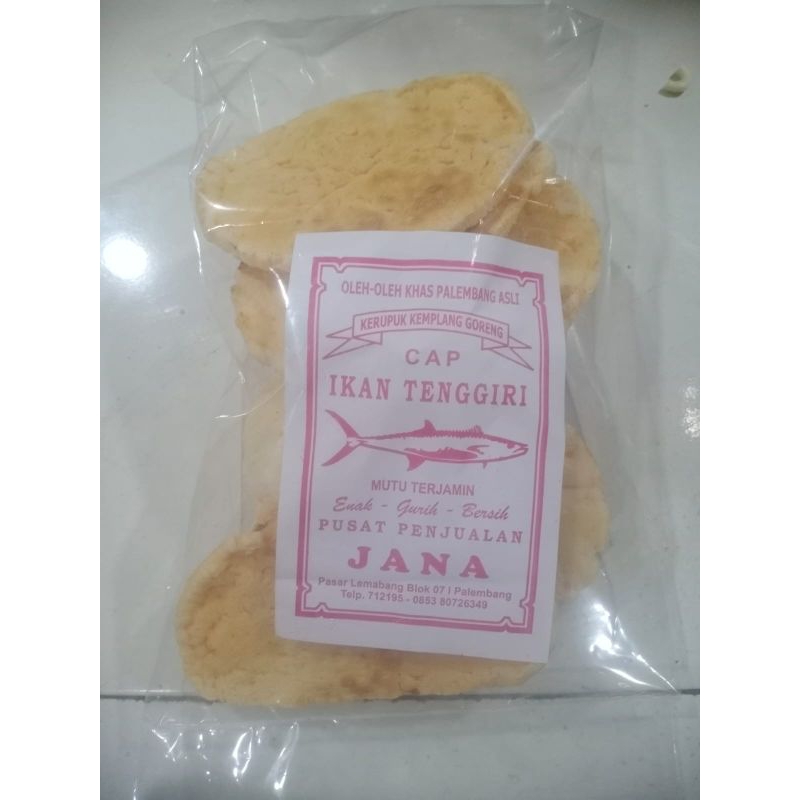 OLEH-OLEH KHAS PALEMBANG ASLI
KERUPUK KEMPLANG GORENG
CAP
IKAN TENGGIRI
MUTU TERJAMIN
Enak - Gurih - Bersih
PUSAT PENJUALAN
JANA
Pasar Lemabang Blok 07 I Palembang
Telp. 712195 - 0853 80726349